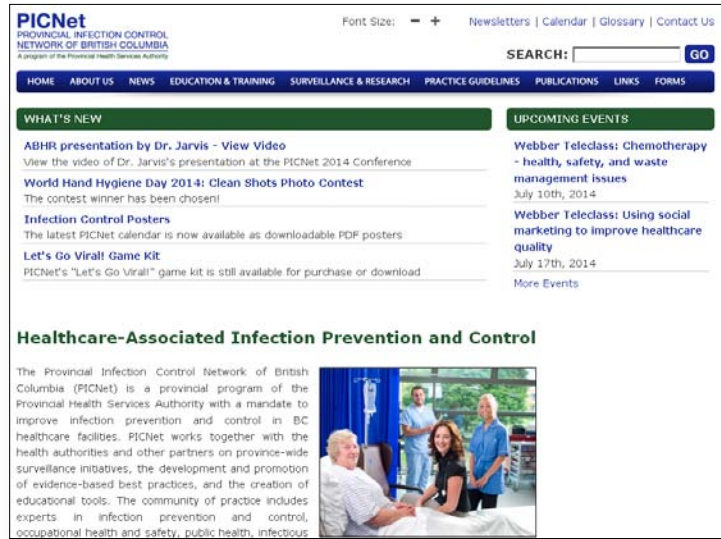 PICNet
PROVINCIAL INFECTION CONTROL
NETWORK OF BRITISH COLUMBIA
A program of the Provincial Health Services Authority
Font Size: − +
Newsletters | Calendar | Glossary | Contact Us
SEARCH: GO
HOME ABOUT US NEWS EDUCATION & TRAINING SURVEILLANCE & RESEARCH PRACTICE GUIDELINES PUBLICATIONS LINKS FORMS
WHAT'S NEW
ABHR presentation by Dr. Jarvis - View Video
View the video of Dr. Jarvis's presentation at the PICNet 2014 Conference
World Hand Hygiene Day 2014: Clean Shots Photo Contest
The contest winner has been chosen!
Infection Control Posters
The latest PICNet calendar is now available as downloadable PDF posters
Let's Go Viral! Game Kit
PICNet's "Let's Go Viral!" game kit is still available for purchase or download
UPCOMING EVENTS
Webber Teleclass: Chemotherapy
- health, safety, and waste
management issues
July 10th, 2014
Webber Teleclass: Using social
marketing to improve healthcare
quality
July 17th, 2014
More Events
Healthcare-Associated Infection Prevention and Control
The Provincial Infection Control Network of British
Columbia (PICNet) is a provincial program of the
Provincial Health Services Authority with a mandate to
improve infection prevention and control in BC
healthcare facilities. PICNet works together with the
health authorities and other partners on province-wide
surveillance initiatives, the development and promotion
of evidence-based best practices, and the creation of
educational tools. The community of practice includes
experts in infection prevention and control,
occupational health and safety, public health, infectious